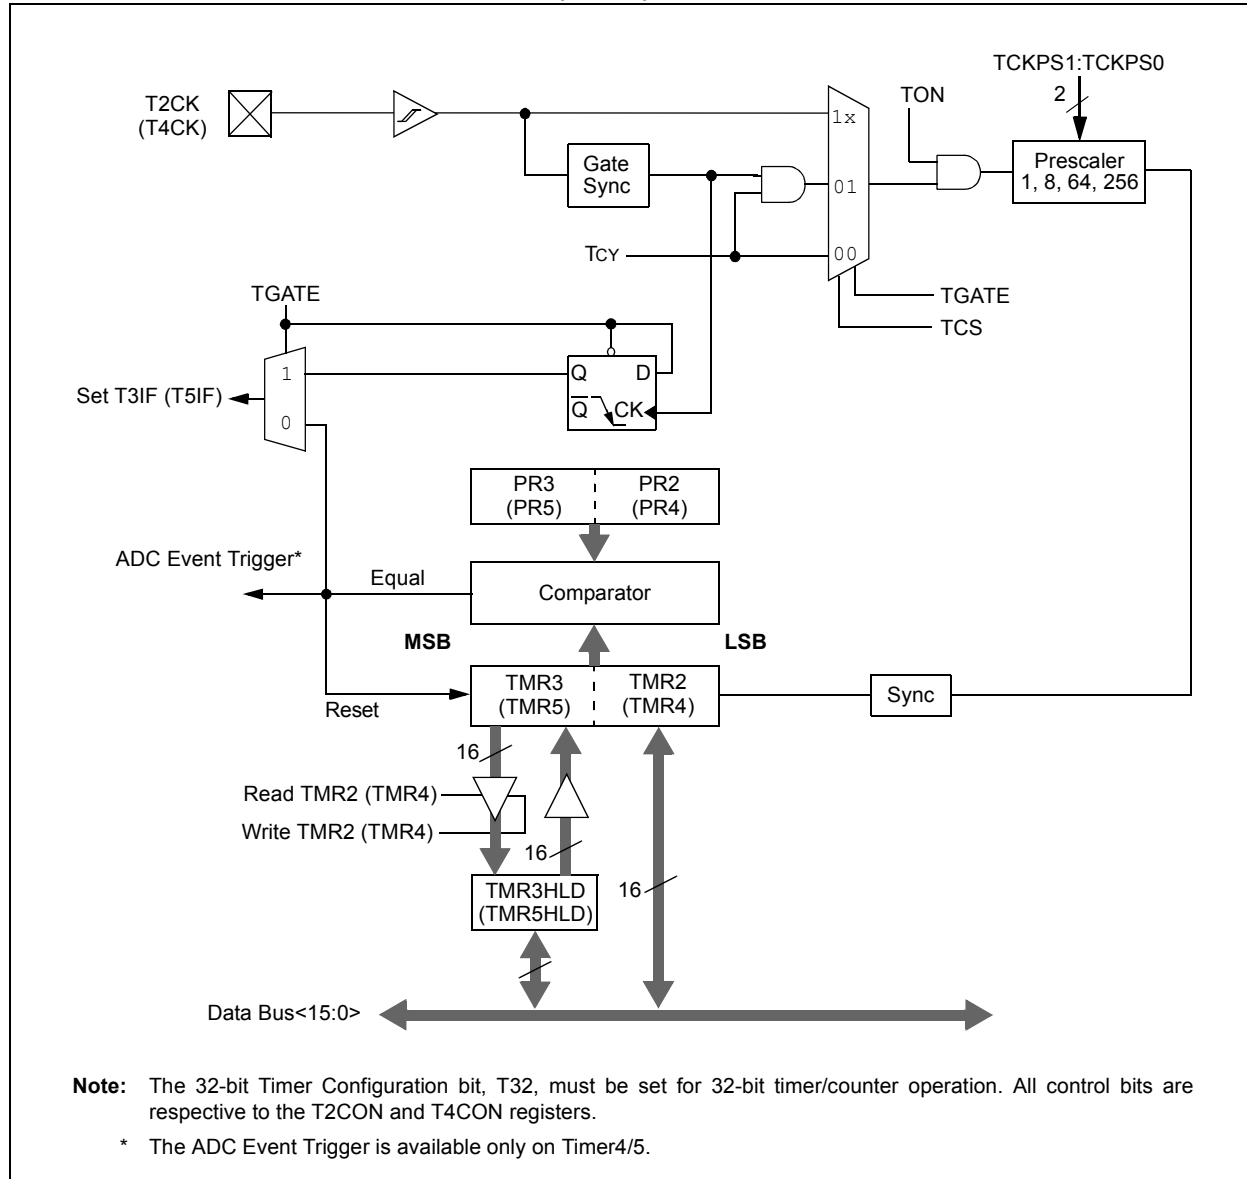 TCKPS1:TCKPS0
2
TON
T2CK
(T4CK)
1x
Prescaler
1, 8, 64, 256
Gate
Sync
01
TCY
00
TGATE
TCS
TGATE
1
Q D
Set T3IF (T5IF)
Q CK
0
PR3 PR2
(PR5) (PR4)
ADC Event Trigger*
Equal
Comparator
MSB LSB
TMR3 TMR2
(TMR5) (TMR4)
Sync
Reset
16
Read TMR2 (TMR4)
Write TMR2 (TMR4)
16
TMR3HLD
(TMR5HLD)
16
Data Bus<15:0>
Note: The 32-bit Timer Configuration bit, T32, must be set for 32-bit timer/counter operation. All control bits are
respective to the T2CON and T4CON registers.
* The ADC Event Trigger is available only on Timer4/5.